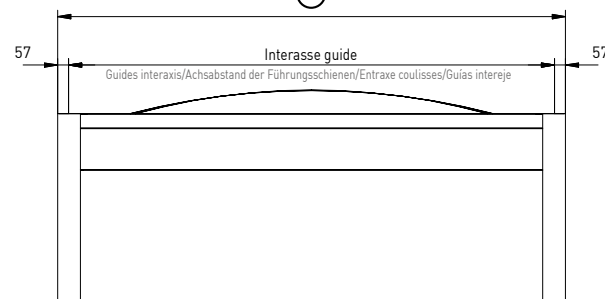 57
Interasse guide
57
Guides interaxis/Achsabstand der Führungsschienen/Entraxe coulisses/Guías intereje